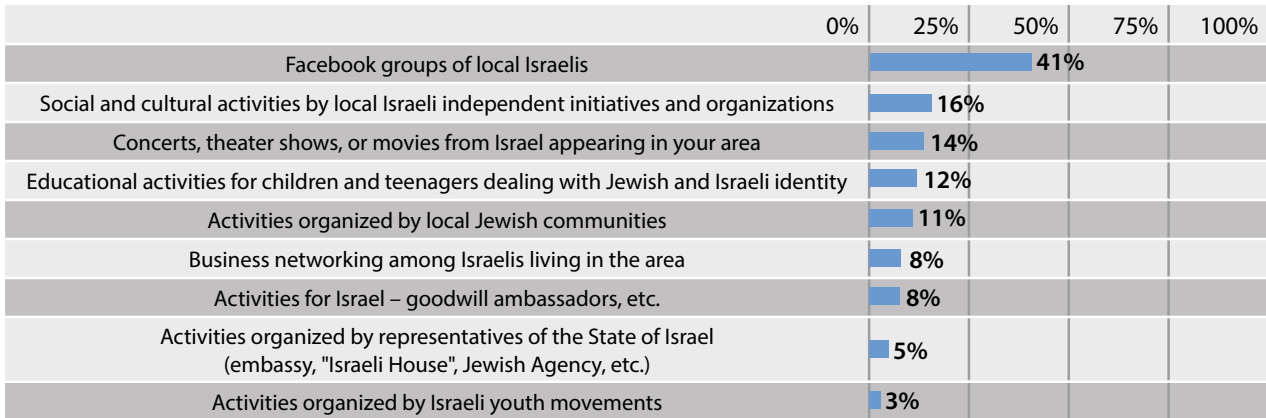 0% 25% 50% 75% 100%
Facebook groups of local Israelis 41%
Social and cultural activities by local Israeli independent initiatives and organizations 16%
Concerts, theater shows, or movies from Israel appearing in your area 14%
Educational activities for children and teenagers dealing with Jewish and Israeli identity 12%
Activities organized by local Jewish communities 11%
Business networking among Israelis living in the area 8%
Activities for Israel – goodwill ambassadors, etc. 8%
Activities organized by representatives of the State of Israel
(embassy, "Israeli House", Jewish Agency, etc.) 5%
Activities organized by Israeli youth movements 3%